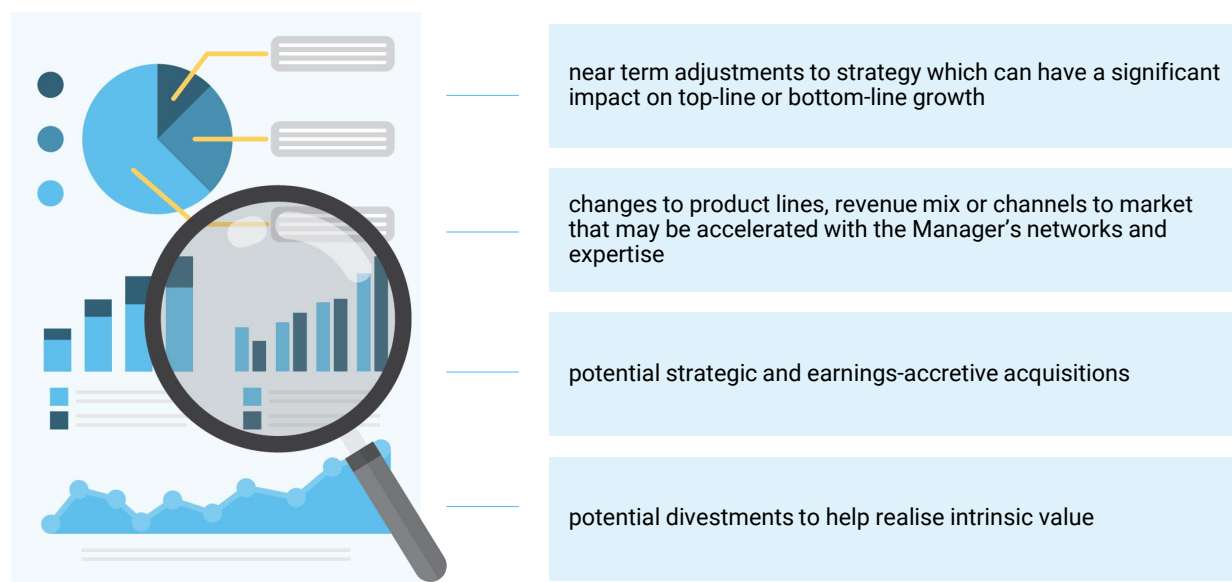 near term adjustments to strategy which can have a significant
impact on top-line or bottom-line growth
changes to product lines, revenue mix or channels to market
that may be accelerated with the Manager’s networks and
expertise
potential strategic and earnings-accretive acquisitions
potential divestments to help realise intrinsic value